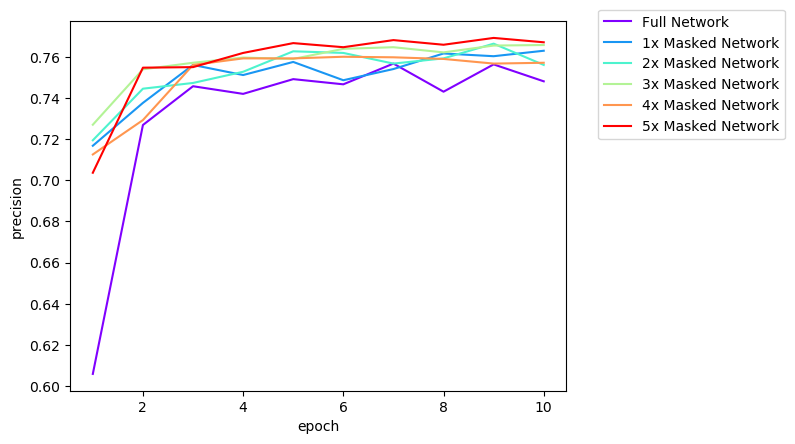 Full Network
1x Masked Network
2x Masked Network
3x Masked Network
4x Masked Network
5x Masked Network
0.76
0.74
0.72
0.70
0.68
0.66
0.64
0.62
0.60
precision
2
4
6
8
10
epoch